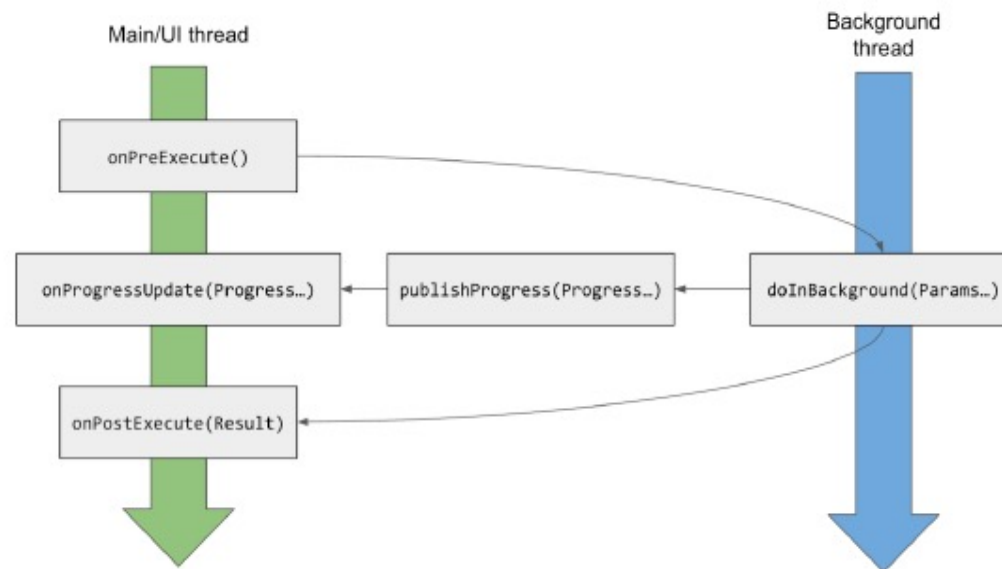 Main/UI thread
Background
thread
onPreExecute()
onProgressUpdate(Progress…)
publishProgress(Progress…)
doInBackground(Params…)
onPostExecute(Result)